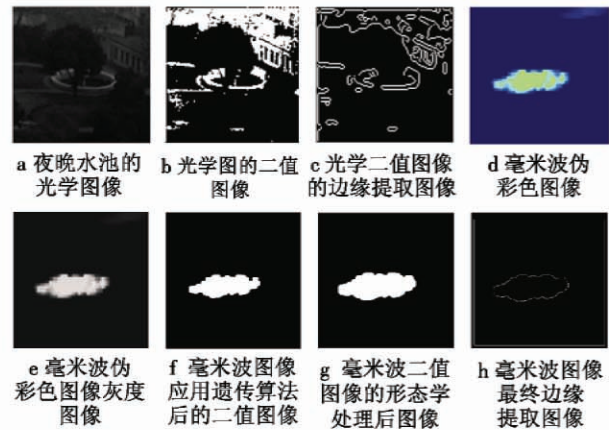 a 夜晚水池的
光学图像
b 光学图的二值
图像
c 光学二值图像
的边缘提取图像
d 毫米波伪
彩色图像
e 毫米波伪
彩色图像灰度
图像
f 毫米波图像
应用遗传算法
后的二值图像
g 毫米波二值
图像的形态学
处理后图像
h 毫米波图像
最终边缘
提取图像